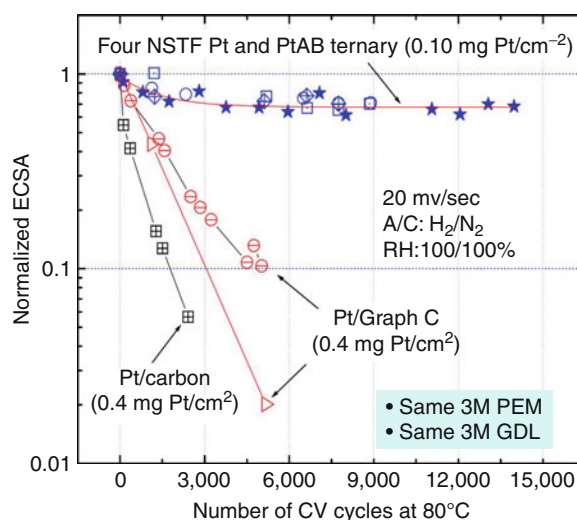 Four NSTF Pt and PtAB ternary (0.10 mg Pt/cm⁻²)
1
0.1
0.01
Normalized ECSA
20 mv/sec
A/C: H₂/N₂
RH:100/100%
Pt/Graph C
(0.4 mg Pt/cm²)
Pt/carbon
(0.4 mg Pt/cm²)
• Same 3M PEM
• Same 3M GDL
0 3,000 6,000 9,000 12,000 15,000
Number of CV cycles at 80°C